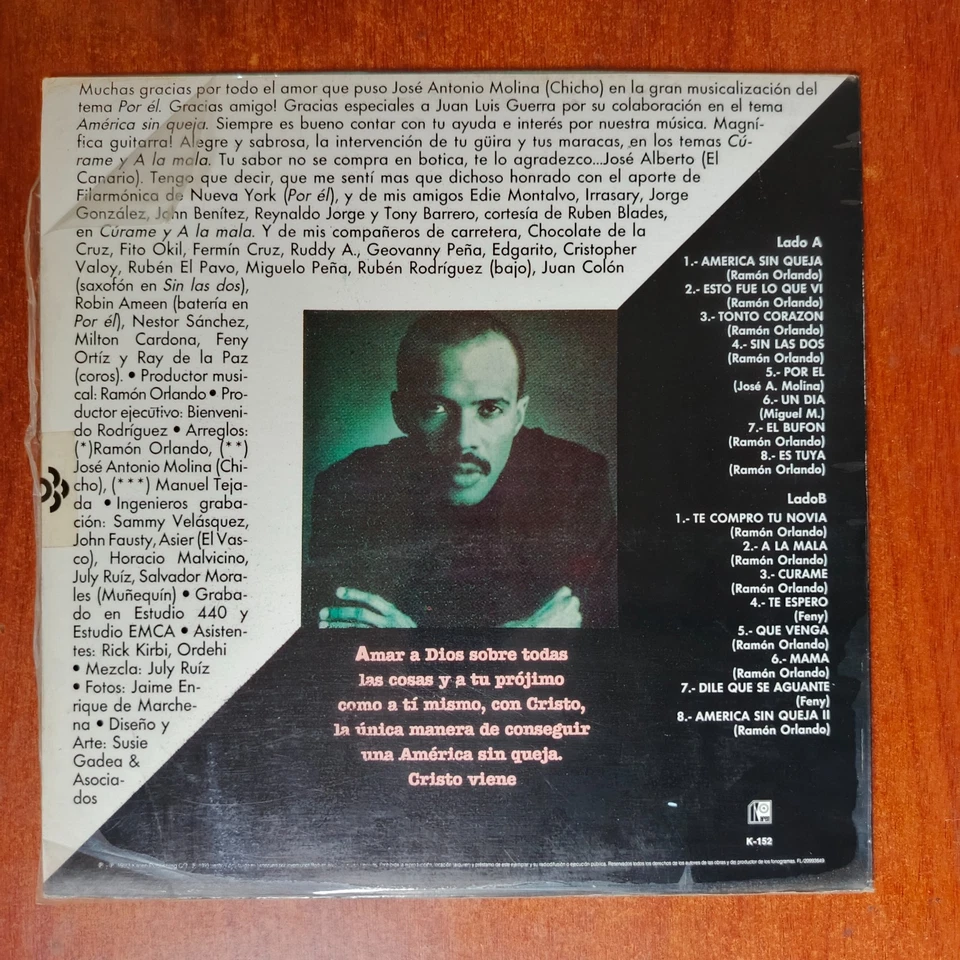 Muchas gracias por todo el amor que puso José Antonio Molina (Chicho) en la gran musicalización del
tema Por él. Gracias amigo! Gracias especiales a Juan Luis Guerra por su colaboración en el tema
América sin queja. Siempre es bueno contar con tu ayuda e interés por nuestra música. Magní-
fica guitarra! Alegre y sabrosa, la intervención de tu güira y tus maracas, en los temas Cú-
rame y A la mala. Tu sabor no se compra en botica, te lo agradezco...José Alberto (El
Canario). Tengo que decir, que me sentí mas que dichoso honrado con el aporte de
Filarmónica de Nueva York (Por él), y de mis amigos Edie Montalvo, Irrasary, Jorge
González, John Benítez, Reynaldo Jorge y Tony Barrero, cortesía de Ruben Blades,
en Cúrame y A la mala. Y de mis compañeros de carretera, Chocolate de la
Cruz, Fito Okil, Fermín Cruz, Ruddy A., Geovanny Peña, Edgarito, Cristopher
Valoy, Rubén El Pavo, Miguelo Peña, Rubén Rodríguez (bajo), Juan Colón
(saxofón en Sin las dos),
Robin Ameen (batería en
Por él), Nestor Sánchez,
Milton Cardona, Feny
Ortíz y Ray de la Paz
(coros). • Productor musi-
cal: Ramón Orlando • Pro-
ductor ejecutivo: Bienveni-
do Rodríguez • Arreglos:
(*)Ramón Orlando, (**)
José Antonio Molina (Chi-
cho), (***) Manuel Teja-
da • Ingenieros graba-
ción: Sammy Velásquez,
John Fausty, Asier (El Vas-
co), Horacio Malvicino,
July Ruíz, Salvador Mora-
les (Muñequín) • Graba-
do en Estudio 440 y
Estudio EMCA • Asisten-
tes: Rick Kirbi, Ordehi
• Mezcla: July Ruíz
• Fotos: Jaime En-
rique de Marche-
na • Diseño y
Arte: Susie
Gadea &
Asocia-
dos
Amar a Dios sobre todas
las cosas y a tu prójimo
como a tí mismo, con Cristo,
la única manera de conseguir
una América sin queja.
Cristo viene
Lado A
1.- AMERICA SIN QUEJA
(Ramón Orlando)
2.- ESTO FUE LO QUE VI
(Ramón Orlando)
3.- TONTO CORAZON
(Ramón Orlando)
4.- SIN LAS DOS
(Ramón Orlando)
5.- POR EL
(José A. Molina)
6.- UN DIA
(Miguel M.)
7.- EL BUFON
(Ramón Orlando)
8.- ES TUYA
(Ramón Orlando)
LadoB
1.- TE COMPRO TU NOVIA
(Ramón Orlando)
2.- A LA MALA
(Ramón Orlando)
3.- CURAME
(Ramón Orlando)
4.- TE ESPERO
(Feny)
5.- QUE VENGA
(Ramón Orlando)
6.- MAMA
(Ramón Orlando)
7.- DILE QUE SE AGUANTE
(Feny)
8.- AMERICA SIN QUEJA II
(Ramón Orlando)
K-152